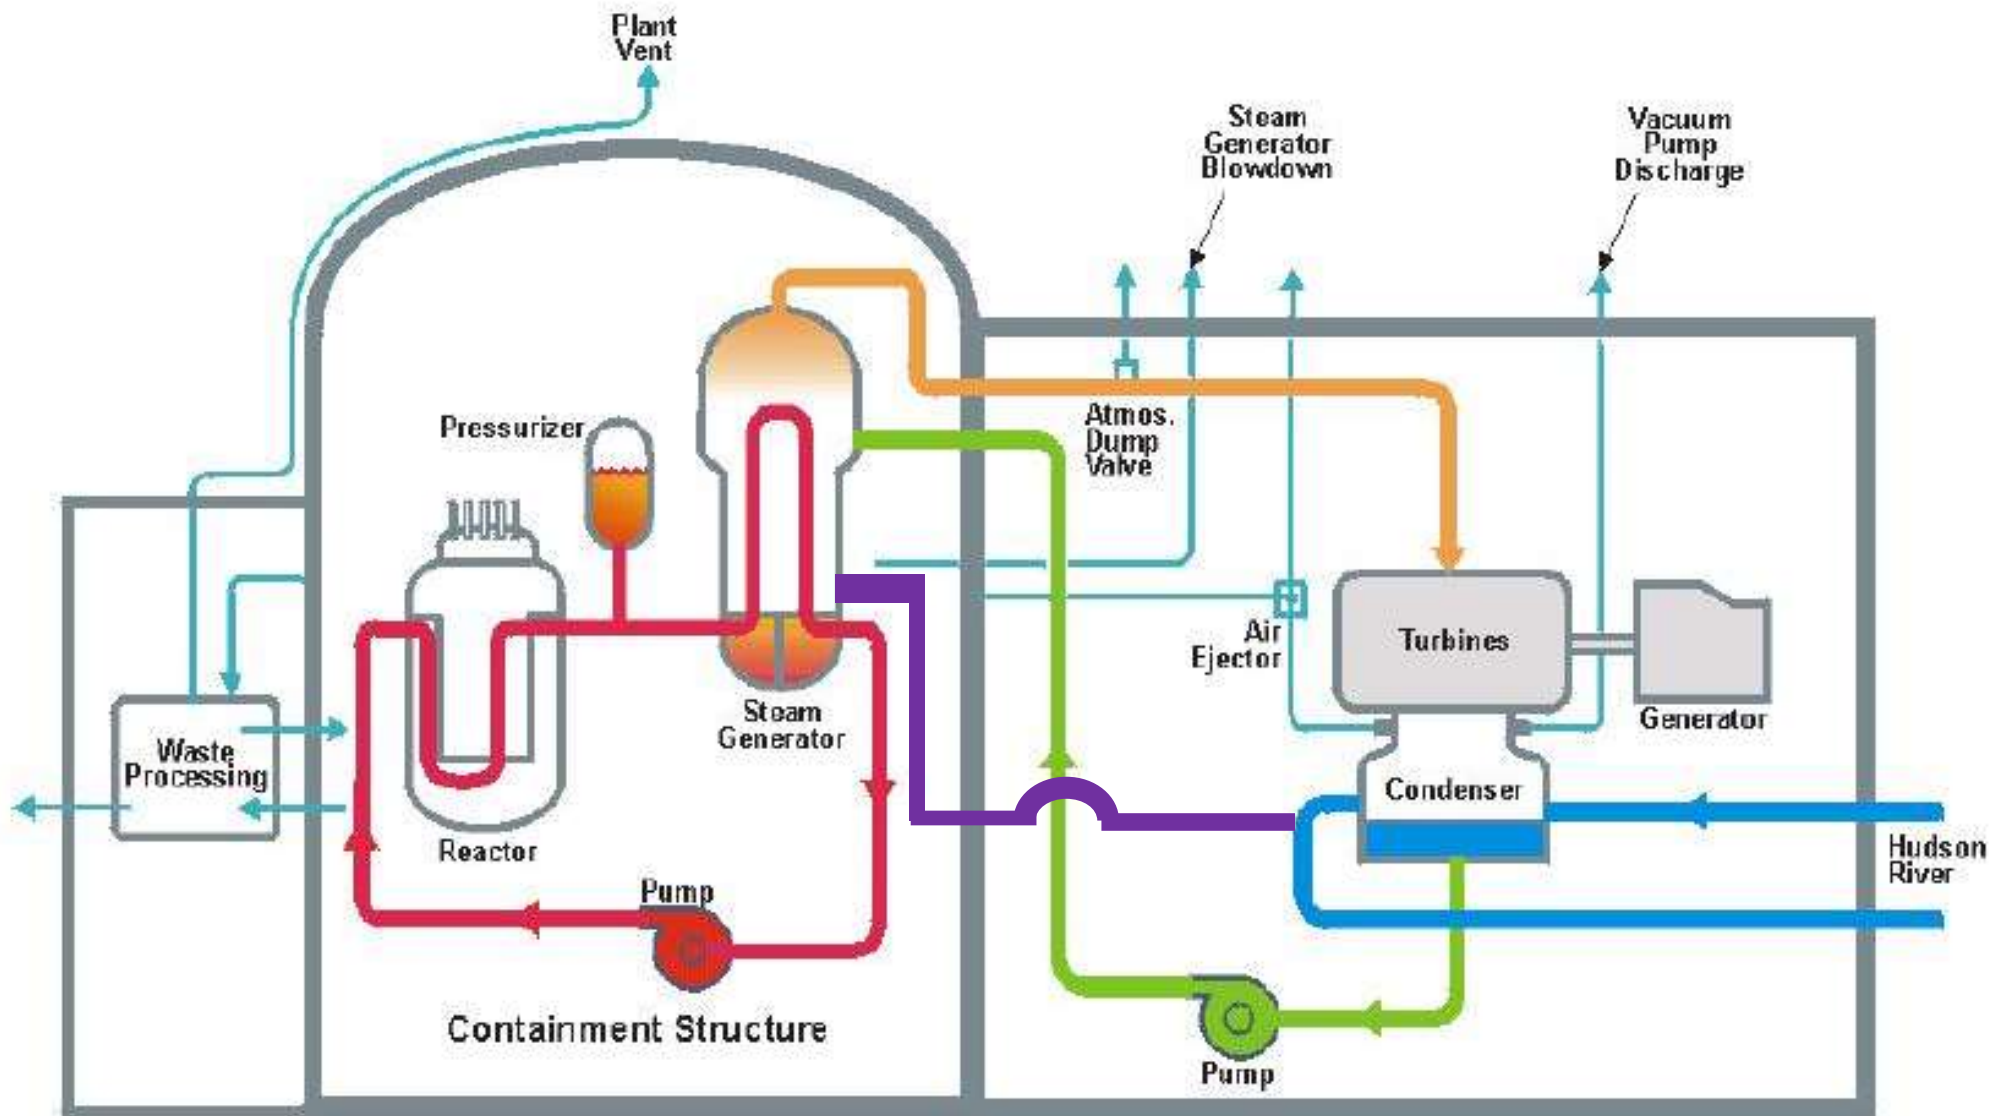 Plant
Vent
Steam
Generator
Blowdown
Vacuum
Pump
Discharge
Pressurizer
Atmos.
Dump
Valve
Air
Ejector
Turbines
Generator
Steam
Generator
Waste
Processing
Condenser
Reactor
Hudson
River
Pump
Containment Structure
Pump